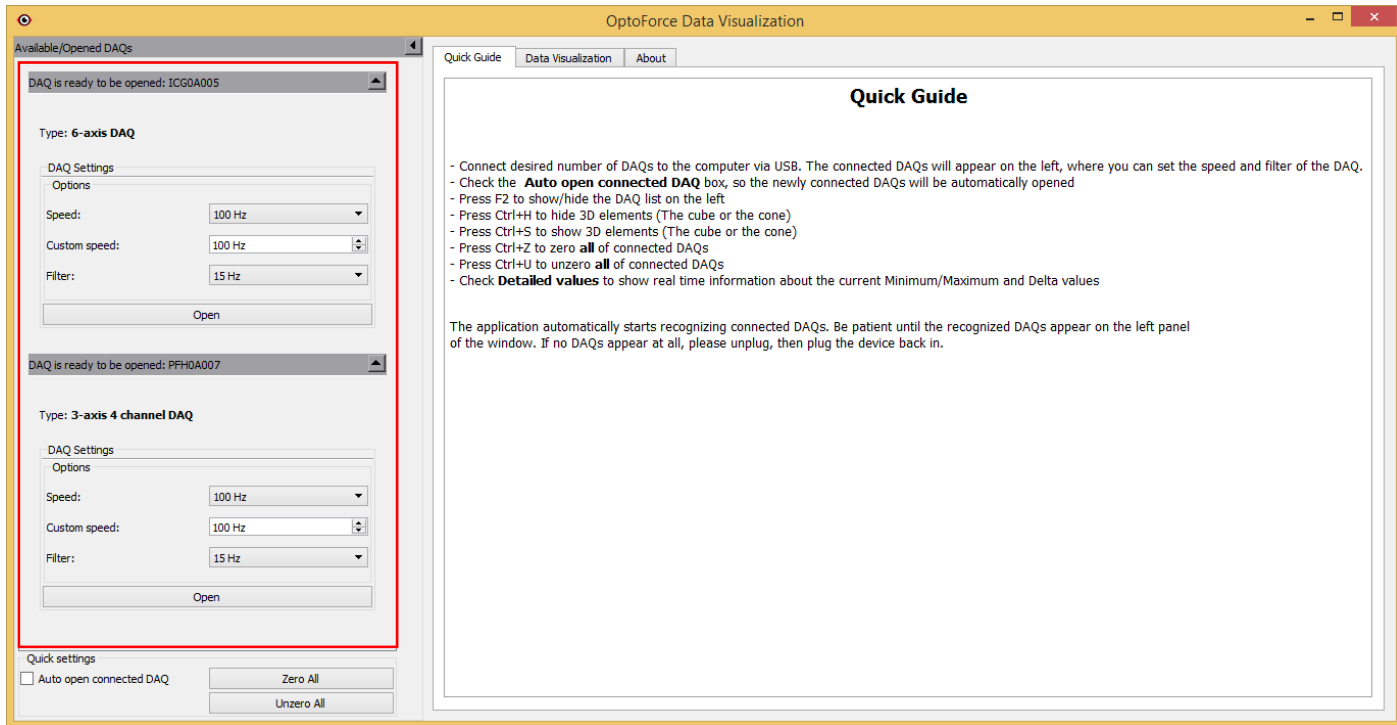 OptoForce Data Visualization
Available/Opened DAQs
DAQ is ready to be opened: ICG0A005
Type: 6-axis DAQ
DAQ Settings
Options
Speed: 100 Hz
Custom speed: 100 Hz
Filter: 15 Hz
Open
DAQ is ready to be opened: PFH0A007
Type: 3-axis 4 channel DAQ
DAQ Settings
Options
Speed: 100 Hz
Custom speed: 100 Hz
Filter: 15 Hz
Open
Quick settings
Auto open connected DAQ
Zero All
Unzero All
Quick Guide Data Visualization About
Quick Guide
- Connect desired number of DAQs to the computer via USB. The connected DAQs will appear on the left, where you can set the speed and filter of the DAQ.
- Check the Auto open connected DAQ box, so the newly connected DAQs will be automatically opened
- Press F2 to show/hide the DAQ list on the left
- Press Ctrl+H to hide 3D elements (The cube or the cone)
- Press Ctrl+S to show 3D elements (The cube or the cone)
- Press Ctrl+Z to zero all of connected DAQs
- Press Ctrl+U to unzero all of connected DAQs
- Check Detailed values to show real time information about the current Minimum/Maximum and Delta values
The application automatically starts recognizing connected DAQs. Be patient until the recognized DAQs appear on the left panel
of the window. If no DAQs appear at all, please unplug, then plug the device back in.